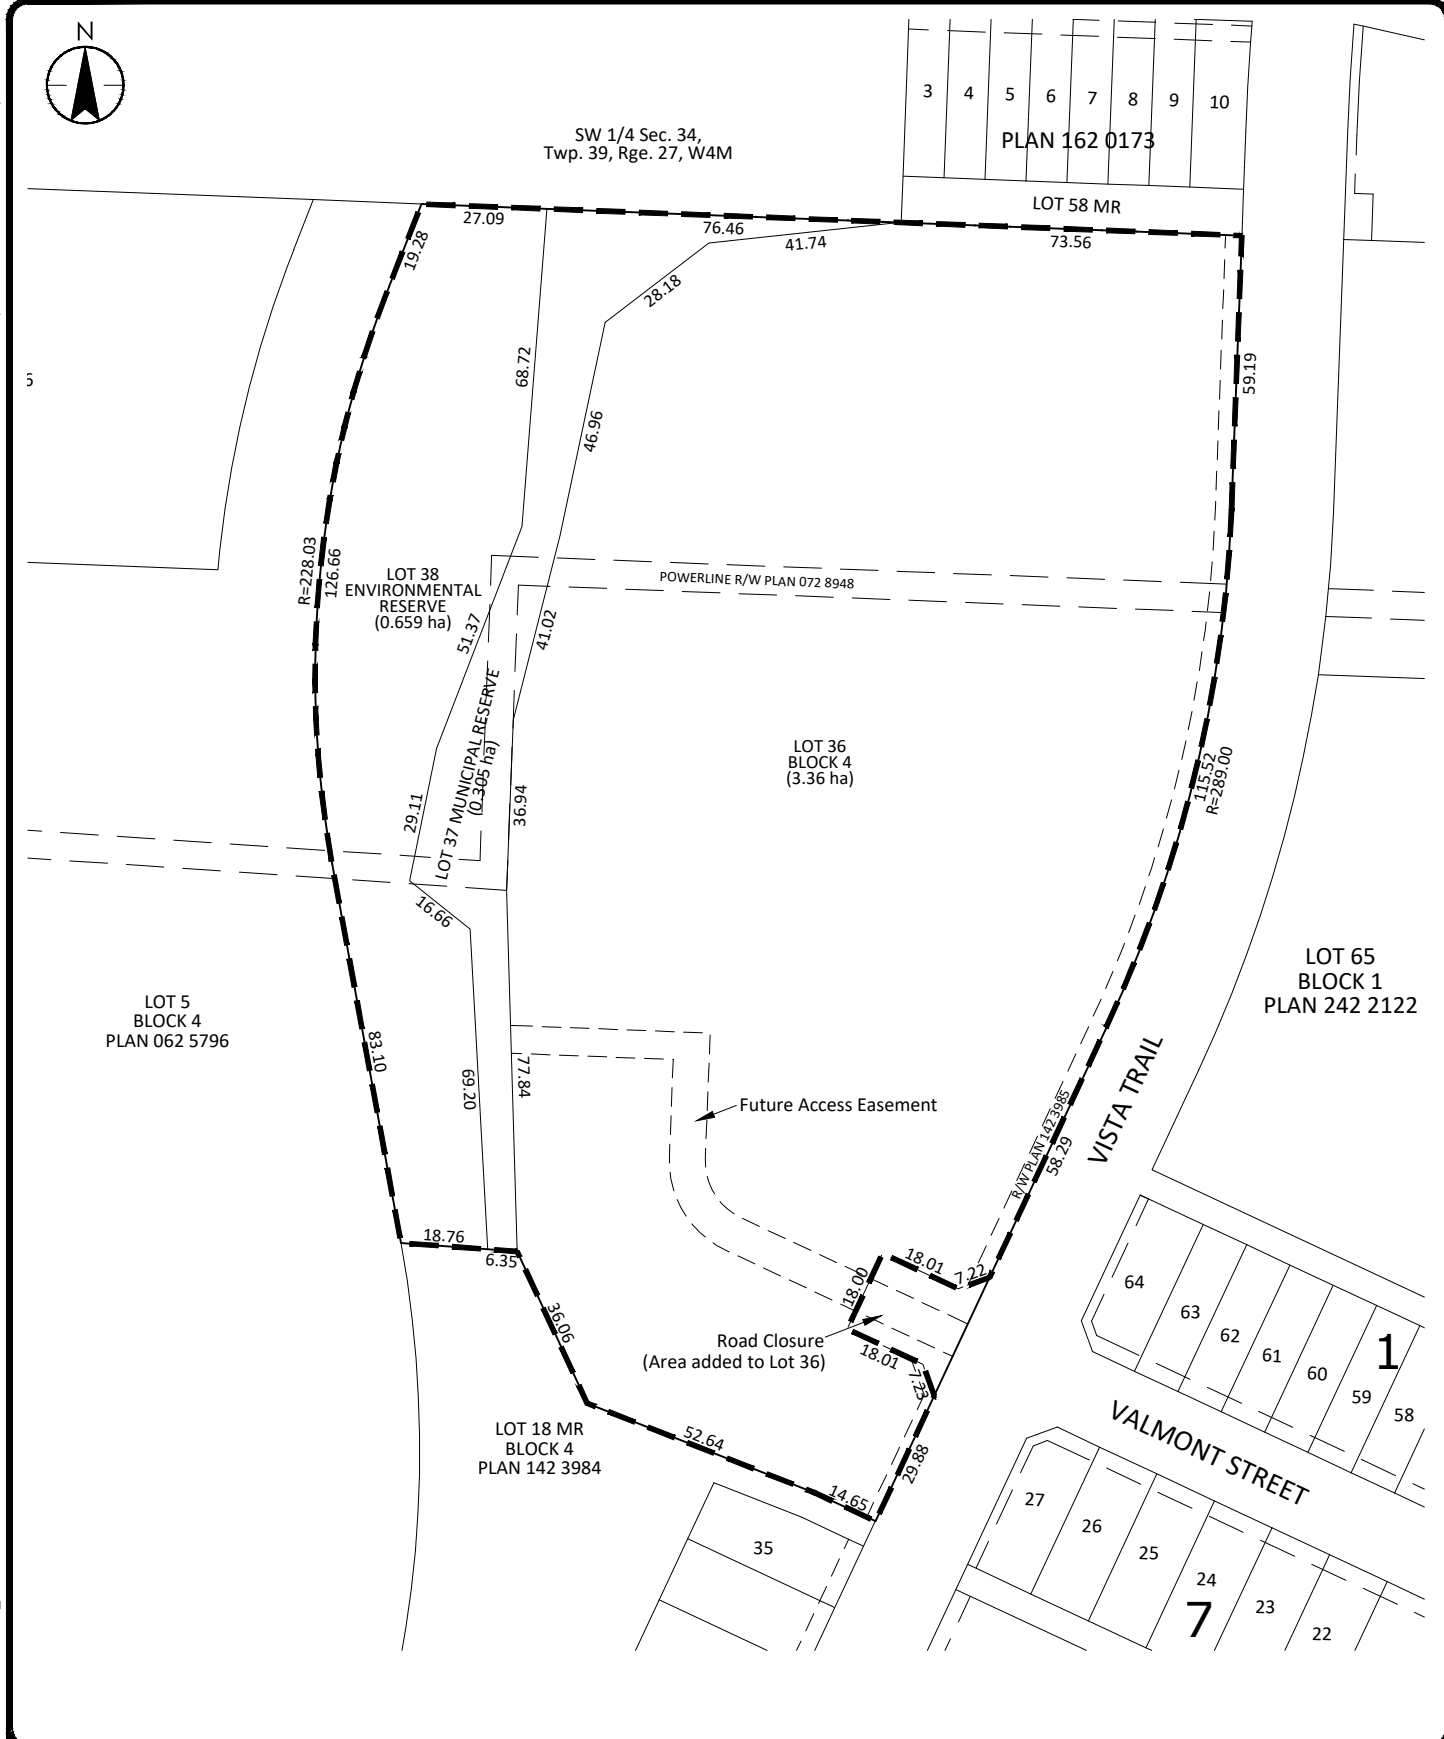 N
SW 1/4 Sec. 34,
Twp. 39, Rge. 27, W4M
3
4
5
6
7
8
9
10
PLAN 162 0173
LOT 58 MR
27.09
76.46
41.74
73.56
19.28
28.18
68.72
46.96
59.19
R=228.03
126.66
LOT 38
ENVIRONMENTAL
RESERVE
(0.659 ha)
POWERLINE R/W PLAN 072 8948
51.37
41.02
LOT 37 MUNICIPAL RESERVE
(0.305 ha)
LOT 36
BLOCK 4
(3.36 ha)
115.52
R=289.00
29.11
36.94
16.66
LOT 65
BLOCK 1
PLAN 242 2122
LOT 5
BLOCK 4
PLAN 062 5796
83.10
69.20
77.84
Future Access Easement
R/W PLAN 142 3985
58.29
VISTA TRAIL
18.76
6.35
18.01
7.22
18.00
36.06
Road Closure
(Area added to Lot 36)
18.01
7.23
64
63
62
61
60
59
58
1
VALMONT STREET
LOT 18 MR
BLOCK 4
PLAN 142 3984
52.64
14.65
29.88
35
27
26
25
24
23
22
7